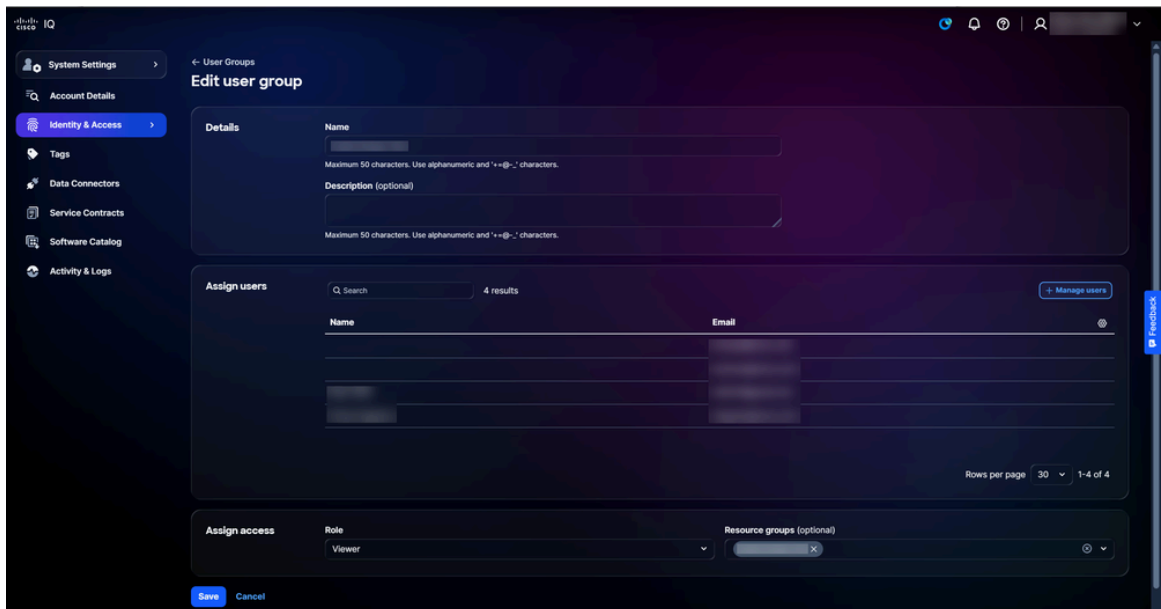 cisco IQ
System Settings
Account Details
Identity & Access
Tags
Data Connectors
Service Contracts
Software Catalog
Activity & Logs
← User Groups
Edit user group
Details
Name
Maximum 50 characters. Use alphanumeric and '+=@-_' characters.
Description (optional)
Maximum 50 characters. Use alphanumeric and '+=@-_' characters.
Assign users
Search
4 results
+ Manage users
Name Email
Rows per page 30 1-4 of 4
Assign access
Role
Viewer
Resource groups (optional)
Save Cancel
Feedback